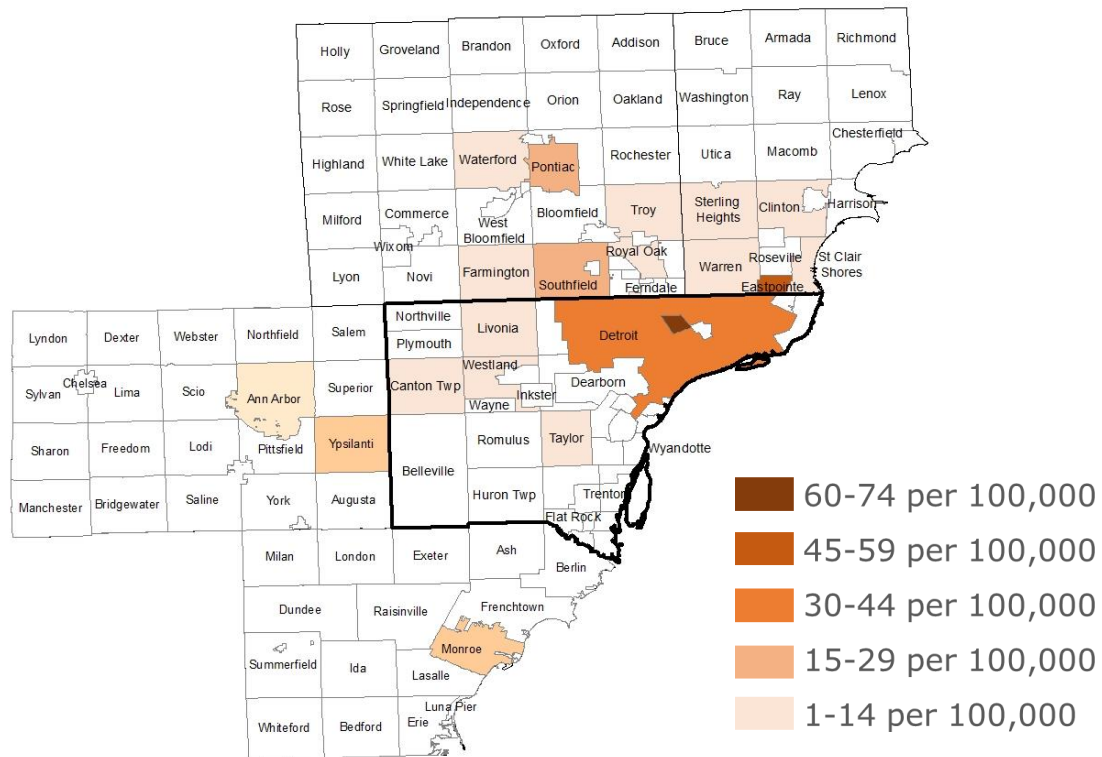 Holly
Groveland
Brandon
Oxford
Addison
Bruce
Armada
Richmond
Rose
Springfield
Independence
Orion
Oakland
Washington
Ray
Lenox
Chesterfield
Highland
White Lake
Waterford
Pontiac
Rochester
Utica
Macomb
Milford
Commerce
West
Bloomfield
Bloomfield
Troy
Sterling
Heights
Clinton
Harrison
Wixom
Lyon
Novi
Farmington
Southfield
Royal Oak
Ferndale
Warren
Roseville
Eastpointe
St Clair
Shores
Lyndon
Dexter
Webster
Northfield
Salem
Northville
Plymouth
Livonia
Detroit
Sylvan
Chelsea
Lima
Scio
Ann Arbor
Superior
Canton Twp
Westland
Wayne
Inkster
Dearborn
Sharon
Freedom
Lodi
Pittsfield
Ypsilanti
Belleville
Romulus
Taylor
Wyandotte
Manchester
Bridgewater
Saline
York
Augusta
Huron Twp
Trenton
Flat Rock
Milan
London
Exeter
Ash
Berlin
Dundee
Raisinville
Frenchtown
Monroe
Summerfield
Ida
Lasalle
Luna Pier
Whiteford
Bedford
Erie
60-74 per 100,000
45-59 per 100,000
30-44 per 100,000
15-29 per 100,000
1-14 per 100,000